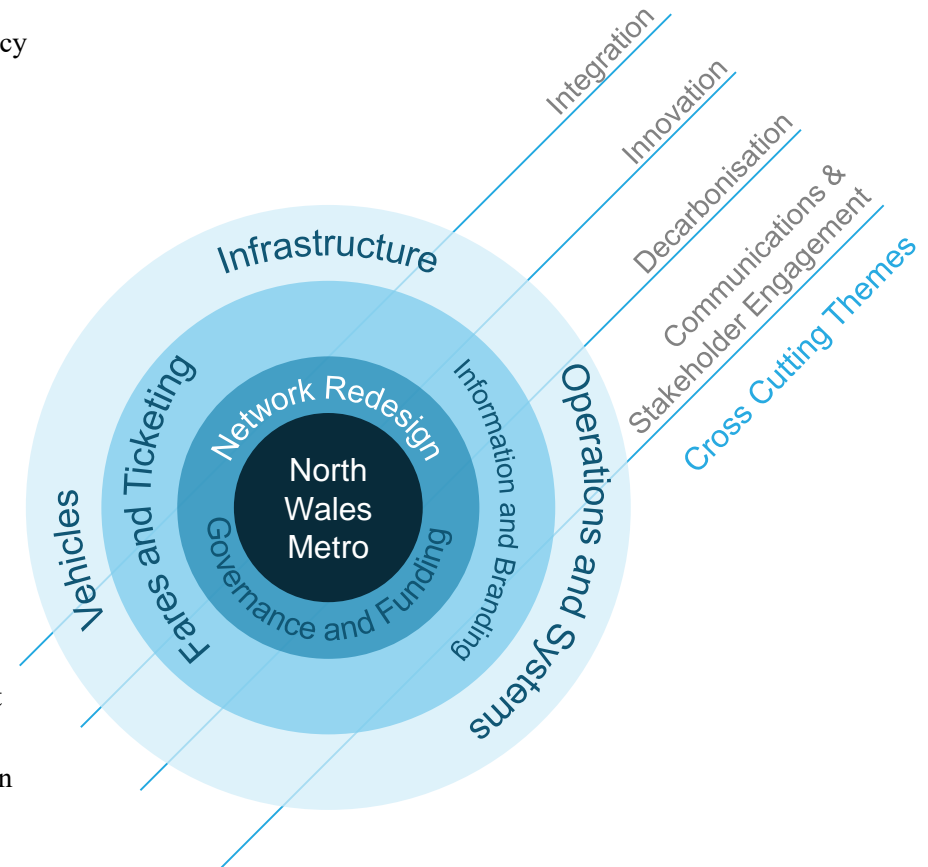 cy
Integration
Innovation
Decarbonisation
Communications &
Stakeholder Engagement
Cross Cutting Themes
Infrastructure
Vehicles
Operations and Systems
Fares and Ticketing
Information and Branding
Network Redesign
Governance and Funding
North
Wales
Metro
t
n